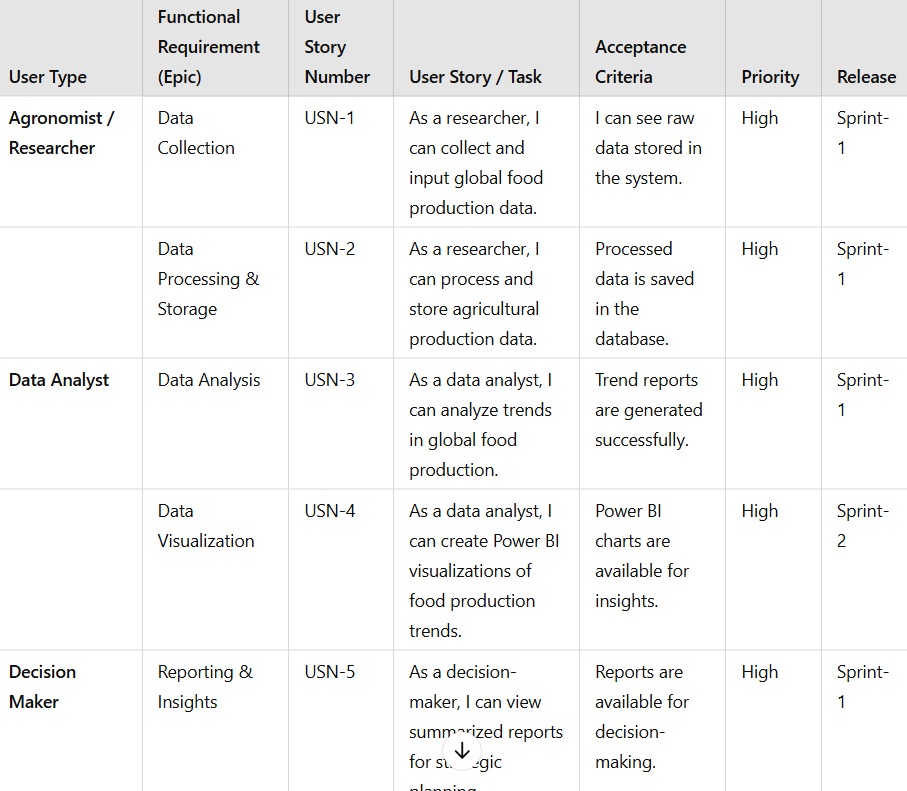 User Type
Functional
Requirement
(Epic)
User
Story
Number
User Story / Task
Acceptance
Criteria
Priority
Release
Agronomist /
Researcher
Data
Collection
USN-1
As a researcher, I
can collect and
input global food
production data.
I can see raw
data stored in
the system.
High
Sprint-
1
Data
Processing &
Storage
USN-2
As a researcher, I
can process and
store agricultural
production data.
Processed
data is saved
in the
database.
High
Sprint-
1
Data Analyst
Data Analysis
USN-3
As a data analyst, I
can analyze trends
in global food
production.
Trend reports
are generated
successfully.
High
Sprint-
1
Data
Visualization
USN-4
As a data analyst, I
can create Power BI
visualizations of
food production
trends.
Power BI
charts are
available for
insights.
High
Sprint-
2
Decision
Maker
Reporting &
Insights
USN-5
As a decision-
maker, I can view
summarized reports
for strategic
planning.
Reports are
available for
decision-
making.
High
Sprint-
1